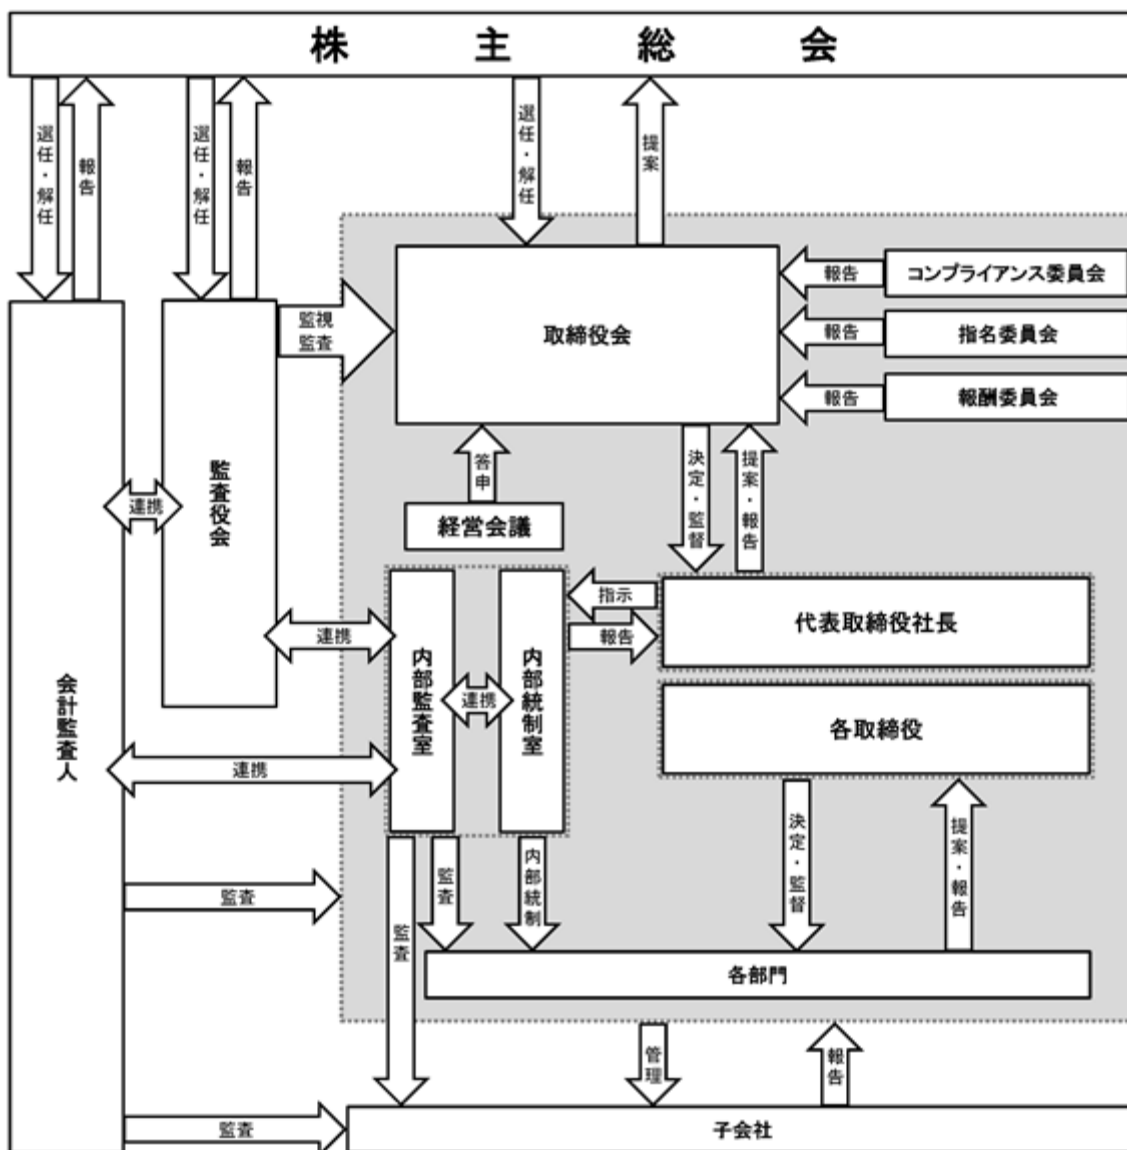 株主総会
選任・解任
報告
選任・解任
報告
選任・解任
提案
監視
監査
取締役会
報告
コンプライアンス委員会
報告
指名委員会
報告
報酬委員会
答申
決定・監督
提案・報告
経営会議
監査役会
連携
連携
指示
報告
代表取締役社長
内部監査室
連携
内部統制室
各取締役
会計監査人
連携
監査
監査
監査
内部統制
決定・監督
提案・報告
各部門
管理
報告
監査
子会社